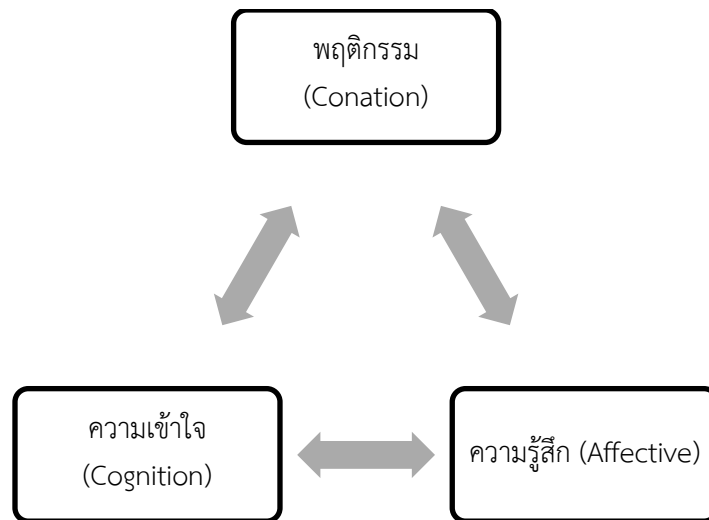 พฤติกรรม
(Conation)
ความเข้าใจ
(Cognition)
ความรู้สึก (Affective)